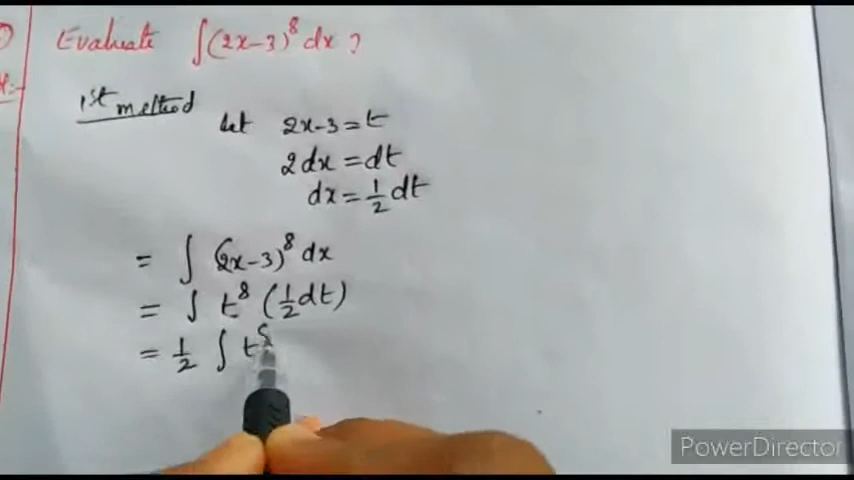 Evaluate ∫(2x-3)⁸ dx ?
1st method
let 2x-3 = t
2dx = dt
dx = 1/2 dt
= ∫ (2x-3)⁸ dx
= ∫ t⁸ (1/2 dt)
= 1/2 ∫ t
PowerDirector